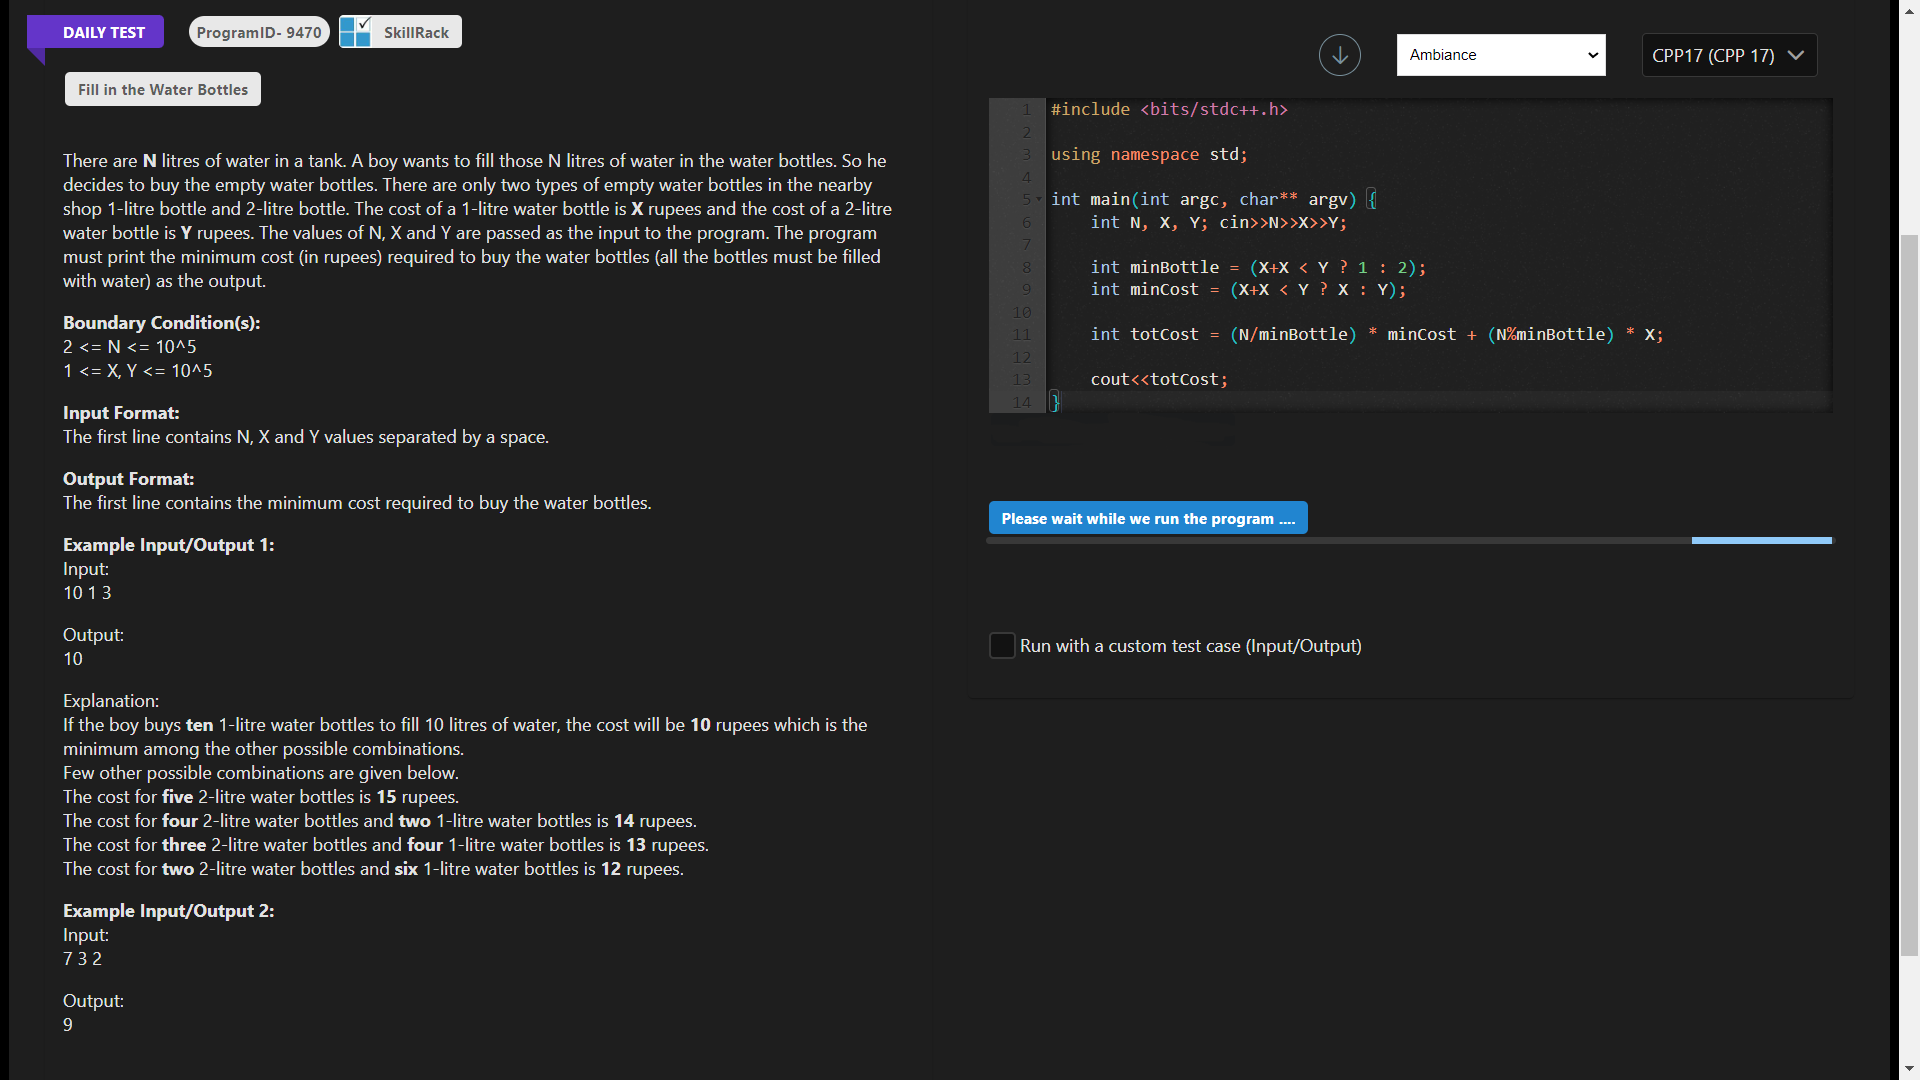 DAILY TEST
ProgramID- 9470
SkillRack
Fill in the Water Bottles
There are N litres of water in a tank. A boy wants to fill those N litres of water in the water bottles. So he
decides to buy the empty water bottles. There are only two types of empty water bottles in the nearby
shop 1-litre bottle and 2-litre bottle. The cost of a 1-litre water bottle is X rupees and the cost of a 2-litre
water bottle is Y rupees. The values of N, X and Y are passed as the input to the program. The program
must print the minimum cost (in rupees) required to buy the water bottles (all the bottles must be filled
with water) as the output.
Boundary Condition(s):
2 <= N <= 10^5
1 <= X, Y <= 10^5
Input Format:
The first line contains N, X and Y values separated by a space.
Output Format:
The first line contains the minimum cost required to buy the water bottles.
Example Input/Output 1:
Input:
10 1 3
Output:
10
Explanation:
If the boy buys ten 1-litre water bottles to fill 10 litres of water, the cost will be 10 rupees which is the
minimum among the other possible combinations.
Few other possible combinations are given below.
The cost for five 2-litre water bottles is 15 rupees.
The cost for four 2-litre water bottles and two 1-litre water bottles is 14 rupees.
The cost for three 2-litre water bottles and four 1-litre water bottles is 13 rupees.
The cost for two 2-litre water bottles and six 1-litre water bottles is 12 rupees.
Example Input/Output 2:
Input:
7 3 2
Output:
9
Ambiance
CPP17 (CPP 17)
1 #include <bits/stdc++.h>
2
3 using namespace std;
4
5 int main(int argc, char** argv) {
6 int N, X, Y; cin>>N>>X>>Y;
7
8 int minBottle = (X+X < Y ? 1 : 2);
9 int minCost = (X+X < Y ? X : Y);
10
11 int totCost = (N/minBottle) * minCost + (N%minBottle) * X;
12
13 cout<<totCost;
14 }
Please wait while we run the program ....
Run with a custom test case (Input/Output)